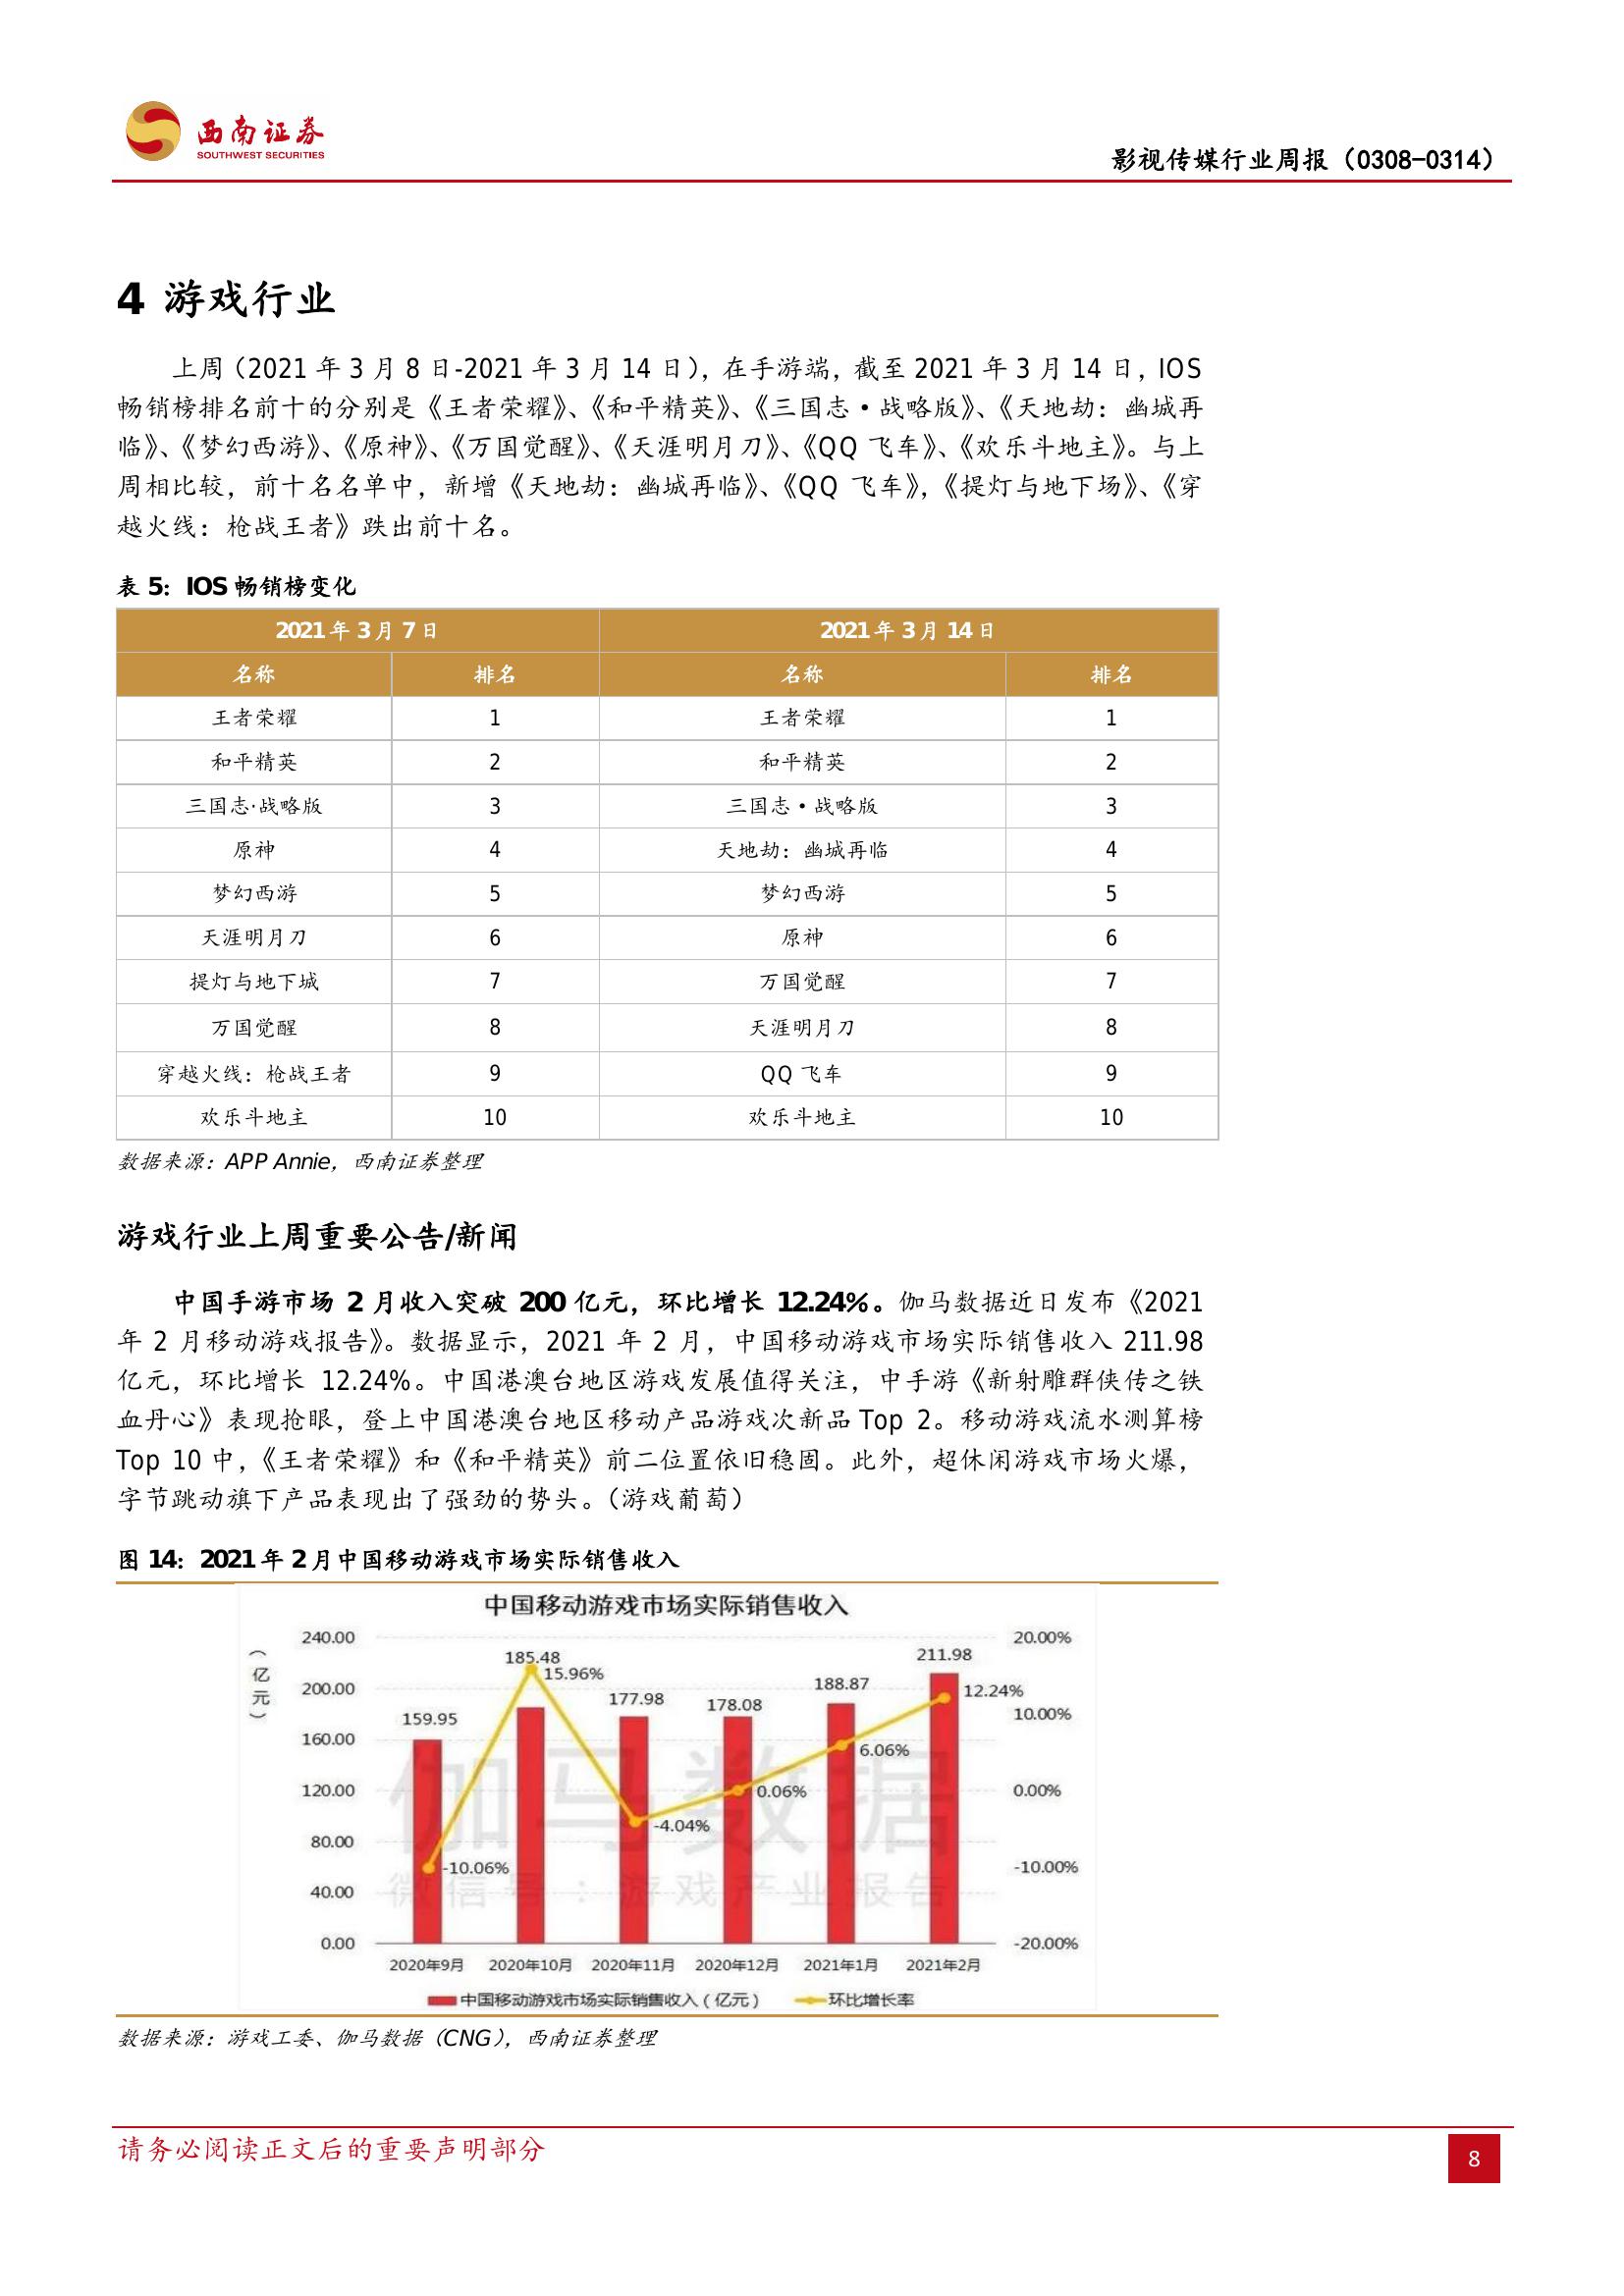 西南证券
SOUTHWEST SECURITIES
影视传媒行业周报（0308-0314）
4 游戏行业
上周（2021 年 3 月 8 日-2021 年 3 月 14 日），在手游端，截至 2021 年 3 月 14 日，IOS
畅销榜排名前十的分别是《王者荣耀》、《和平精英》、《三国志•战略版》、《天地劫：幽城再
临》、《梦幻西游》、《原神》、《万国觉醒》、《天涯明月刀》、《QQ 飞车》、《欢乐斗地主》。与上
周相比较，前十名名单中，新增《天地劫：幽城再临》、《QQ 飞车》，《提灯与地下场》、《穿
越火线：枪战王者》跌出前十名。
表 5：IOS 畅销榜变化
2021 年 3 月 7 日 2021 年 3 月 14 日
名称 排名 名称 排名
王者荣耀 1 王者荣耀 1
和平精英 2 和平精英 2
三国志·战略版 3 三国志•战略版 3
原神 4 天地劫：幽城再临 4
梦幻西游 5 梦幻西游 5
天涯明月刀 6 原神 6
提灯与地下城 7 万国觉醒 7
万国觉醒 8 天涯明月刀 8
穿越火线：枪战王者 9 QQ 飞车 9
欢乐斗地主 10 欢乐斗地主 10
数据来源：APP Annie，西南证券整理
游戏行业上周重要公告/新闻
中国手游市场 2 月收入突破 200 亿元，环比增长 12.24%。伽马数据近日发布《2021
年 2 月移动游戏报告》。数据显示，2021 年 2 月，中国移动游戏市场实际销售收入 211.98
亿元，环比增长 12.24%。中国港澳台地区游戏发展值得关注，中手游《新射雕群侠传之铁
血丹心》表现抢眼，登上中国港澳台地区移动产品游戏次新品 Top 2。移动游戏流水测算榜
Top 10 中，《王者荣耀》和《和平精英》前二位置依旧稳固。此外，超休闲游戏市场火爆，
字节跳动旗下产品表现出了强劲的势头。（游戏葡萄）
图 14：2021 年 2 月中国移动游戏市场实际销售收入
中国移动游戏市场实际销售收入
（亿元）
240.00 20.00%
200.00 10.00%
160.00 0.00%
120.00 -10.00%
80.00 -20.00%
40.00
0.00
159.95 185.48 177.98 178.08 188.87 211.98
-10.06% 15.96% -4.04% 0.06% 6.06% 12.24%
伽马数据
微信号：游戏产业报告
2020年9月 2020年10月 2020年11月 2020年12月 2021年1月 2021年2月
中国移动游戏市场实际销售收入（亿元） 环比增长率
数据来源：游戏工委、伽马数据（CNG），西南证券整理
请务必阅读正文后的重要声明部分
8